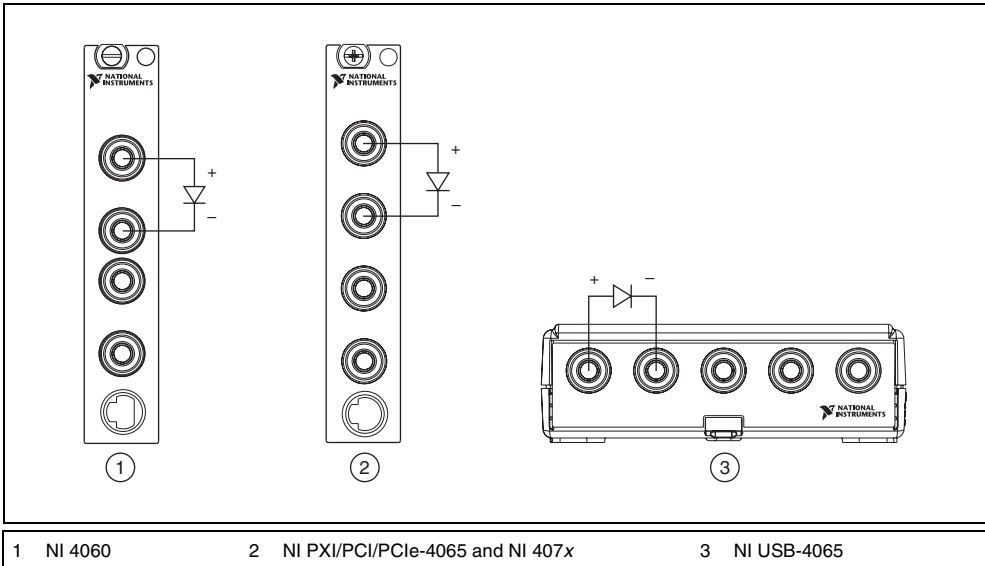 NATIONAL
INSTRUMENTS
NATIONAL
INSTRUMENTS
+
–
+
–
+ –
NATIONAL
INSTRUMENTS
1
2
3
1 NI 4060 2 NI PXI/PCI/PCIe-4065 and NI 407x 3 NI USB-4065